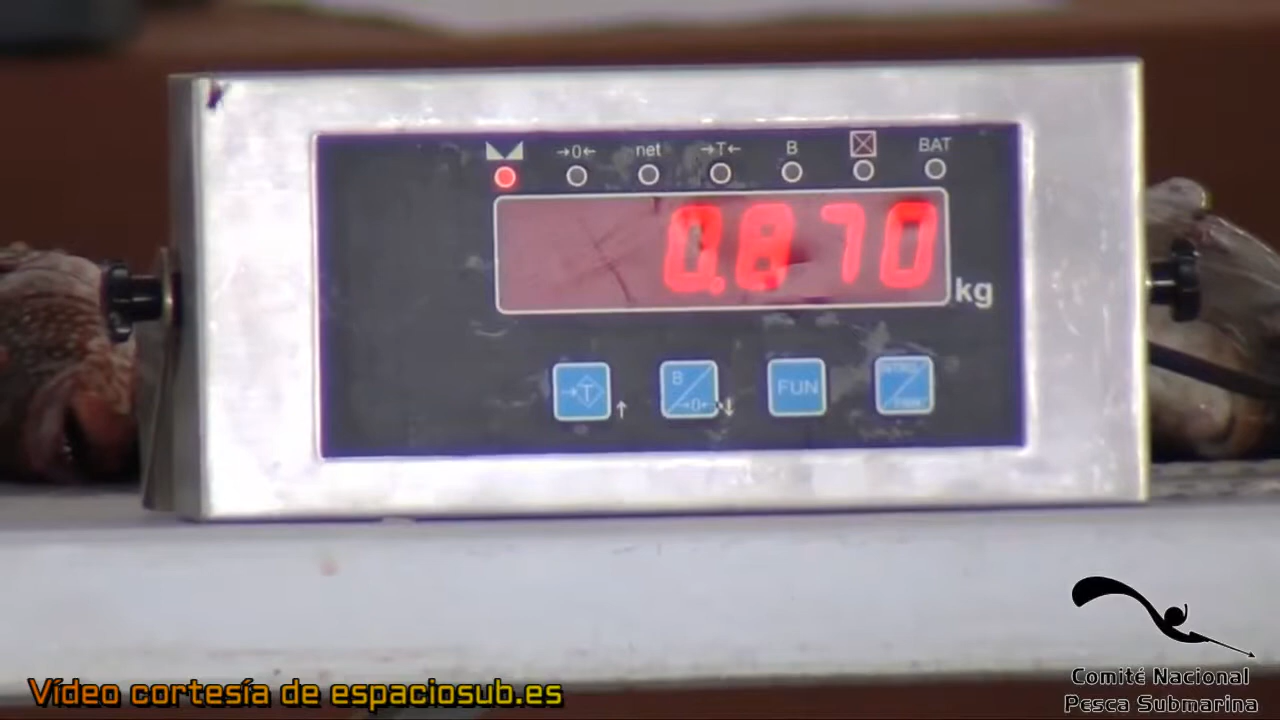 →0← net →T← B BAT
0.870 kg
→T ↑ B →0← ↓ FUN
Vídeo cortesía de espaciosub.es
Comité Nacional
Pesca Submarina